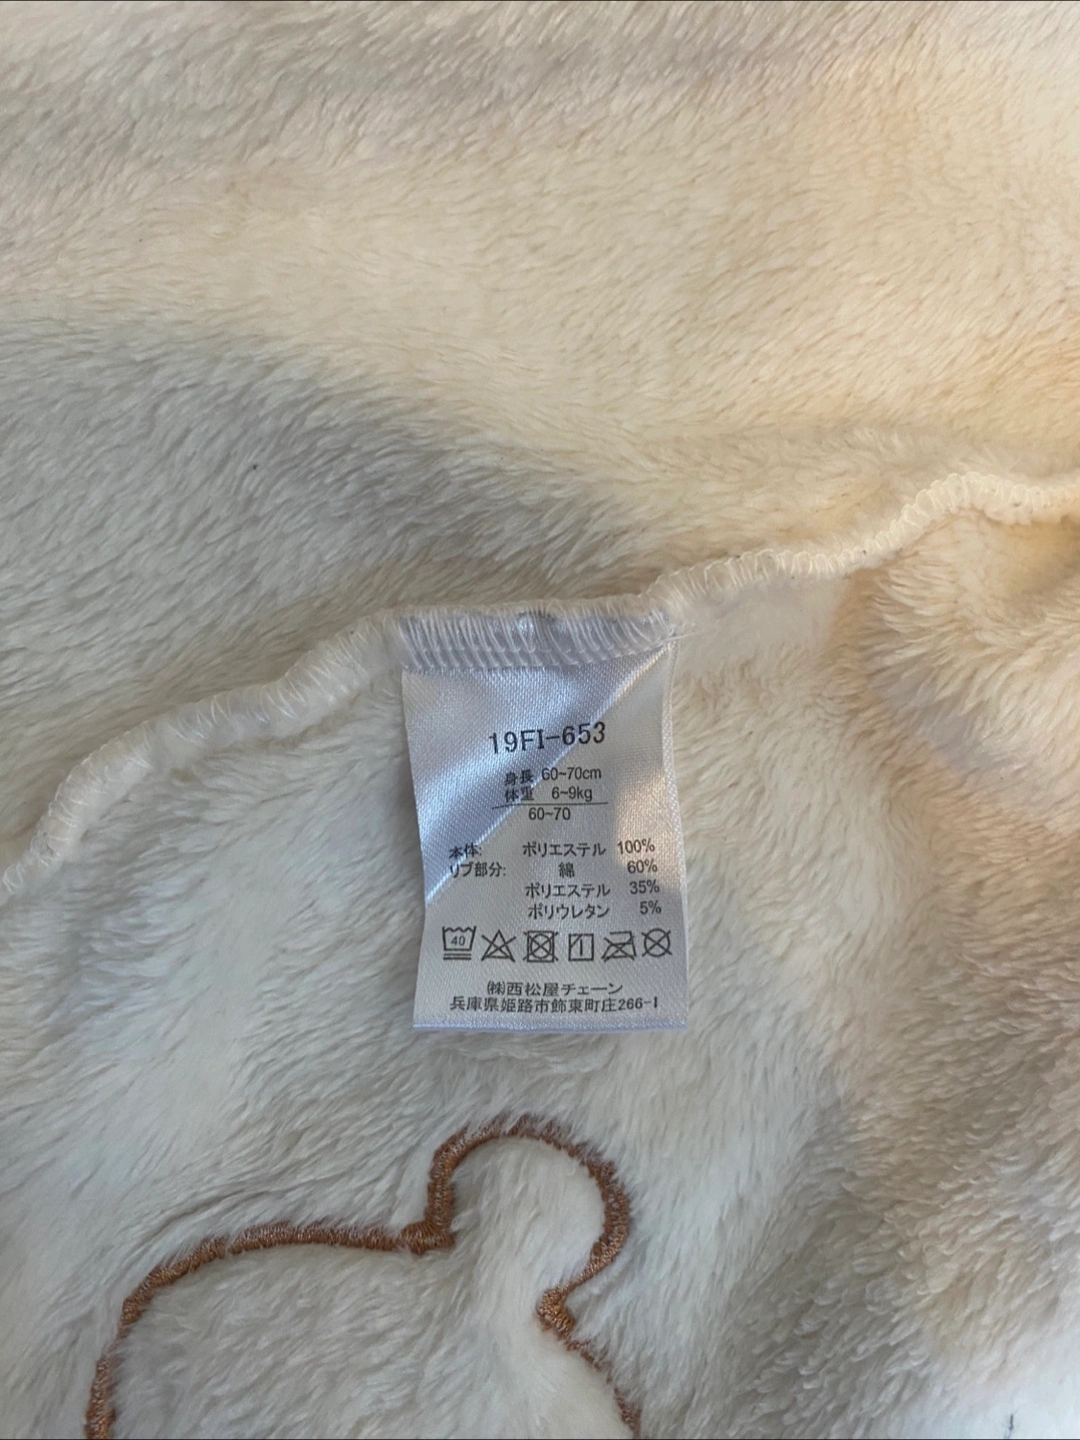 19FI-653
身長 60~70cm
体重 6~9kg
60~70
本体: ポリエステル 100%
リブ部分: 綿 60%
ポリエステル 35%
ポリウレタン 5%
40
㈱西松屋チェーン
兵庫県姫路市飾東町庄266-1